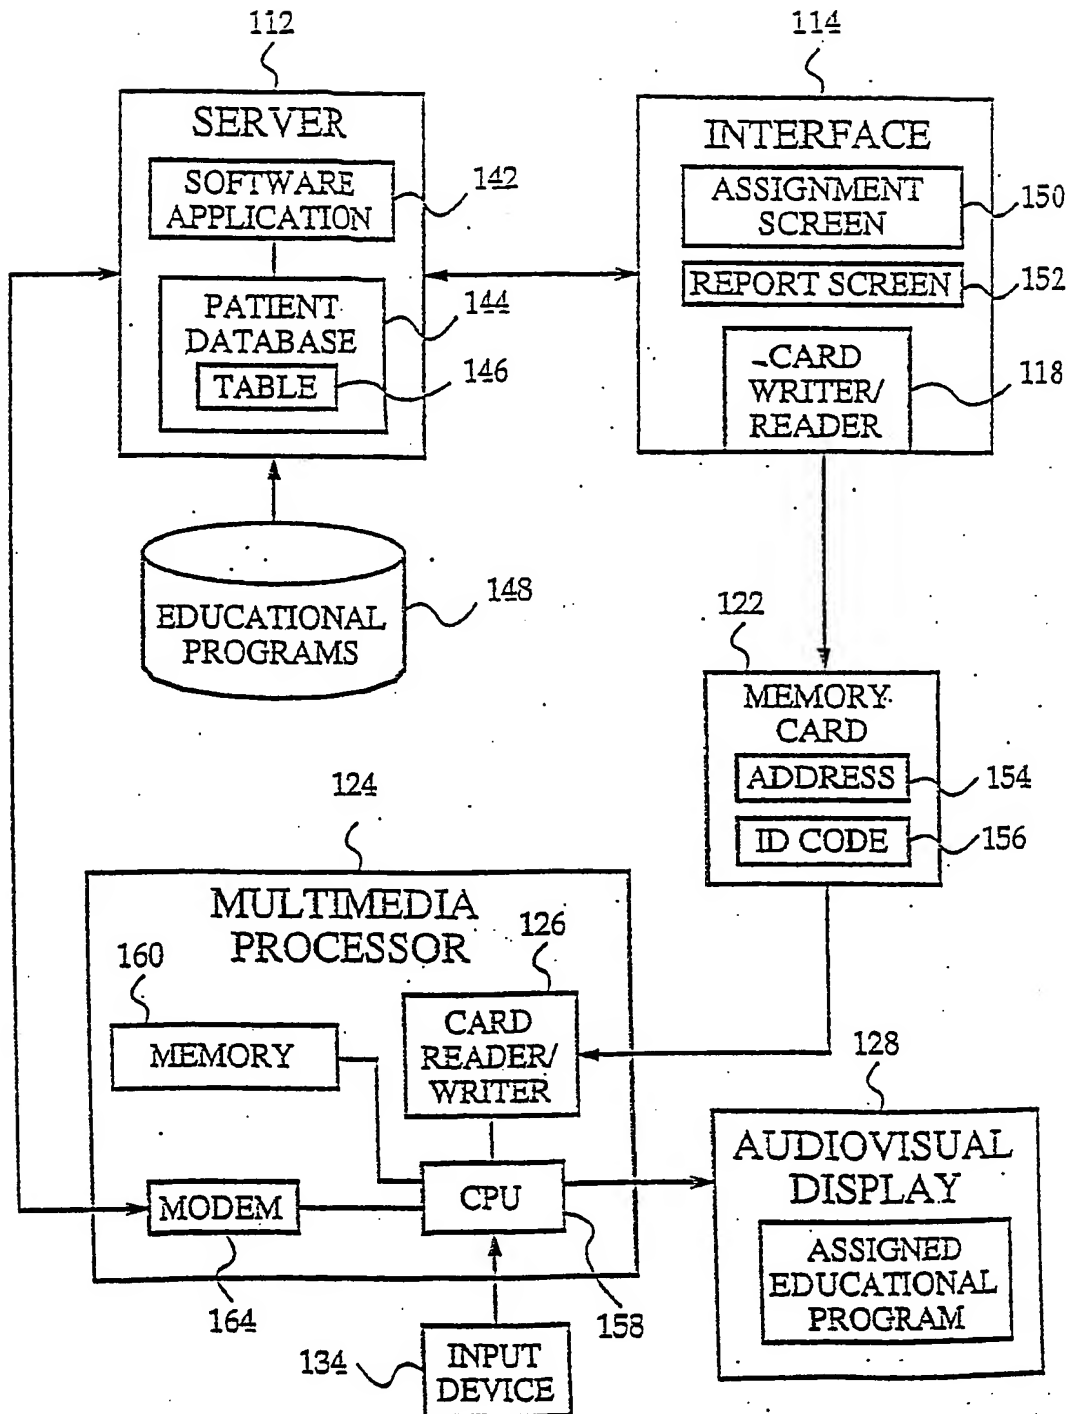 112
114
SERVER
SOFTWARE
APPLICATION
142
PATIENT
DATABASE
144
TABLE
146
INTERFACE
ASSIGNMENT
SCREEN
150
REPORT SCREEN
152
CARD
WRITER/
READER
118
EDUCATIONAL
PROGRAMS
148
122
MEMORY
CARD
ADDRESS
154
ID CODE
156
124
MULTIMEDIA
PROCESSOR
160
126
MEMORY
CARD
READER/
WRITER
MODEM
CPU
164
158
128
AUDIOVISUAL
DISPLAY
ASSIGNED
EDUCATIONAL
PROGRAM
134
INPUT
DEVICE